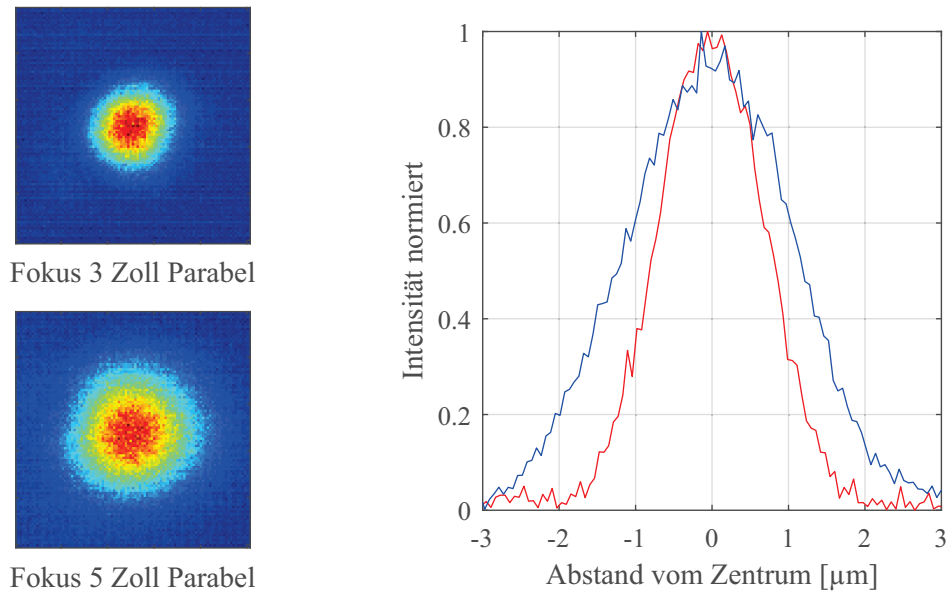 Fokus 3 Zoll Parabel
Fokus 5 Zoll Parabel
Intensität normiert
1
0.8
0.6
0.4
0.2
0
-3 -2 -1 0 1 2 3
Abstand vom Zentrum [µm]